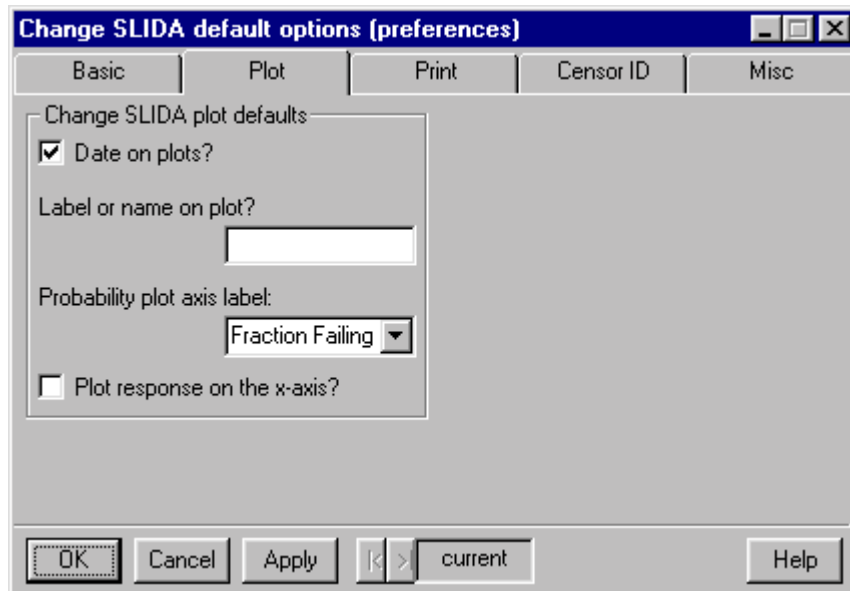 Change SLIDA default options (preferences)
Basic Plot Print Censor ID Misc
Change SLIDA plot defaults
Date on plots?
Label or name on plot?
Probability plot axis label:
Fraction Failing
Plot response on the x-axis?
OK Cancel Apply |< >| current Help